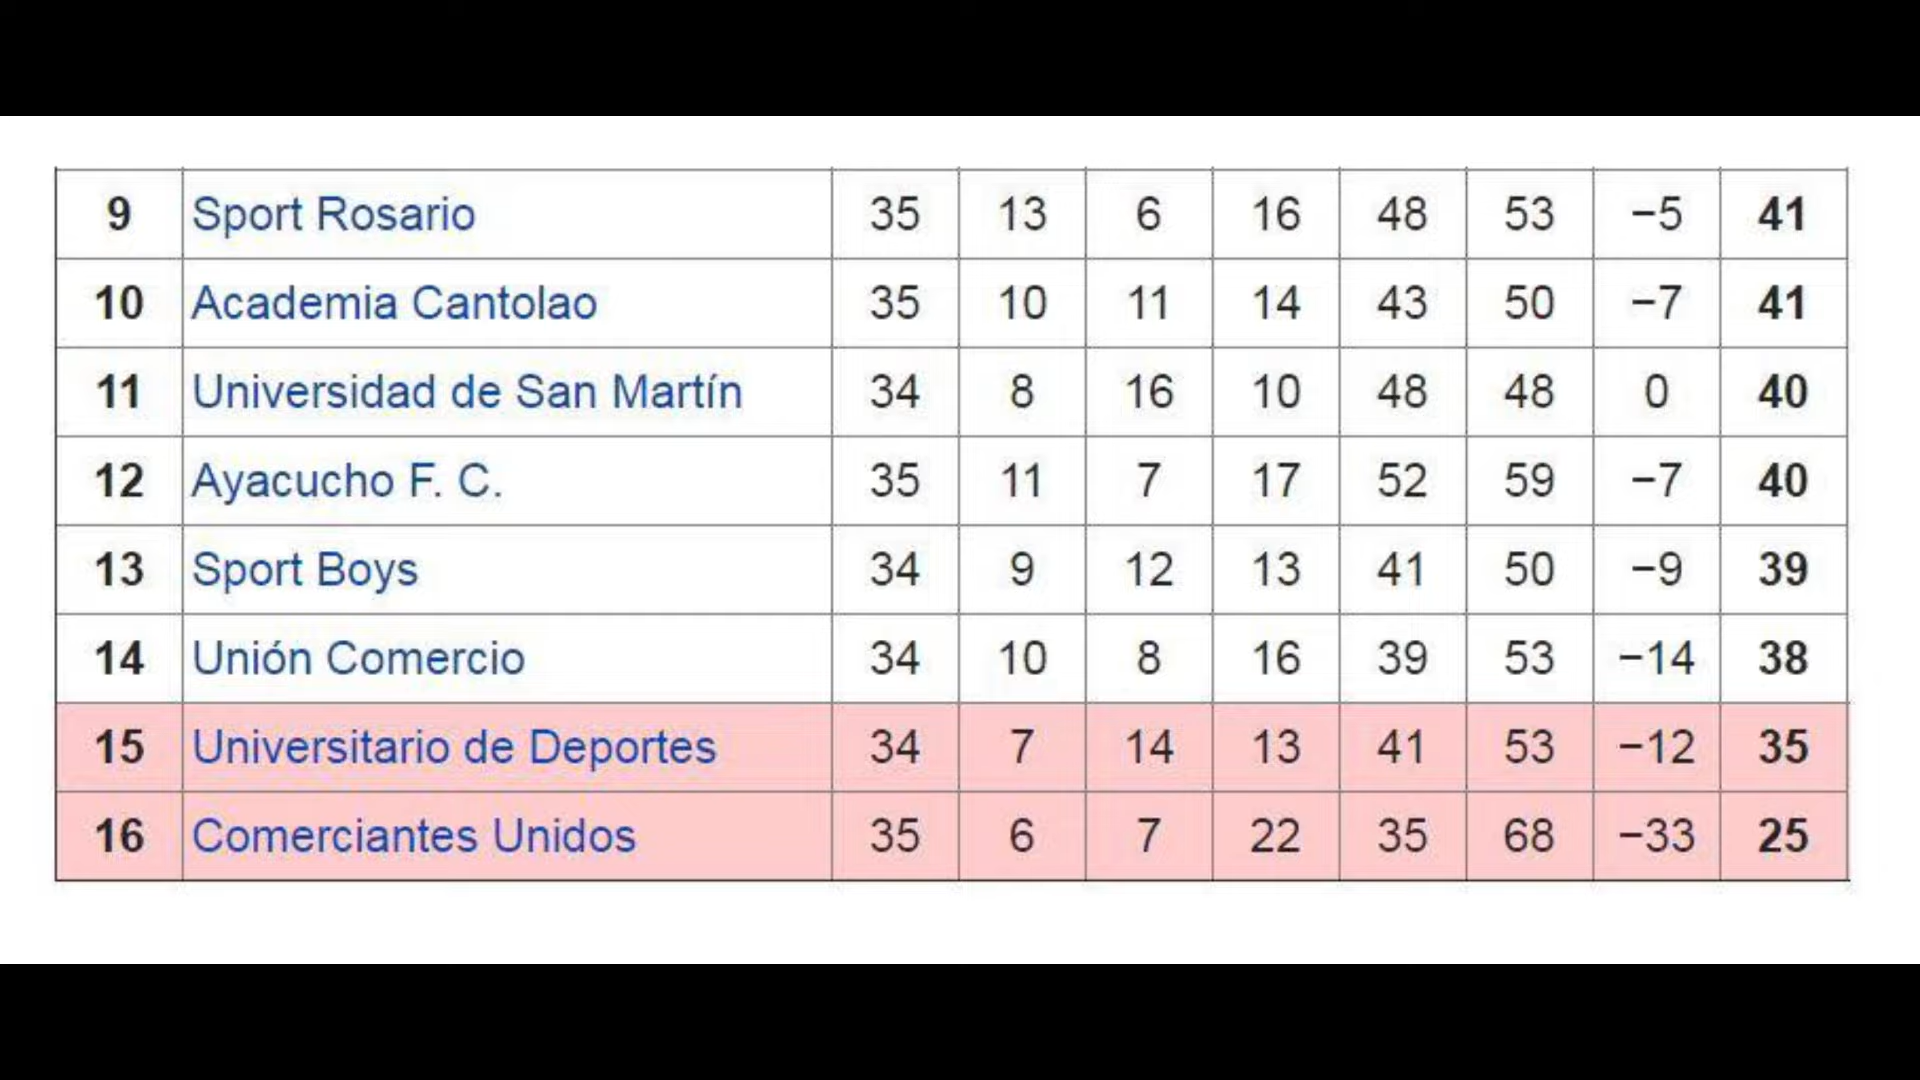 9 Sport Rosario 35 13 6 16 48 53 −5 41
10 Academia Cantolao 35 10 11 14 43 50 −7 41
11 Universidad de San Martín 34 8 16 10 48 48 0 40
12 Ayacucho F. C. 35 11 7 17 52 59 −7 40
13 Sport Boys 34 9 12 13 41 50 −9 39
14 Unión Comercio 34 10 8 16 39 53 −14 38
15 Universitario de Deportes 34 7 14 13 41 53 −12 35
16 Comerciantes Unidos 35 6 7 22 35 68 −33 25